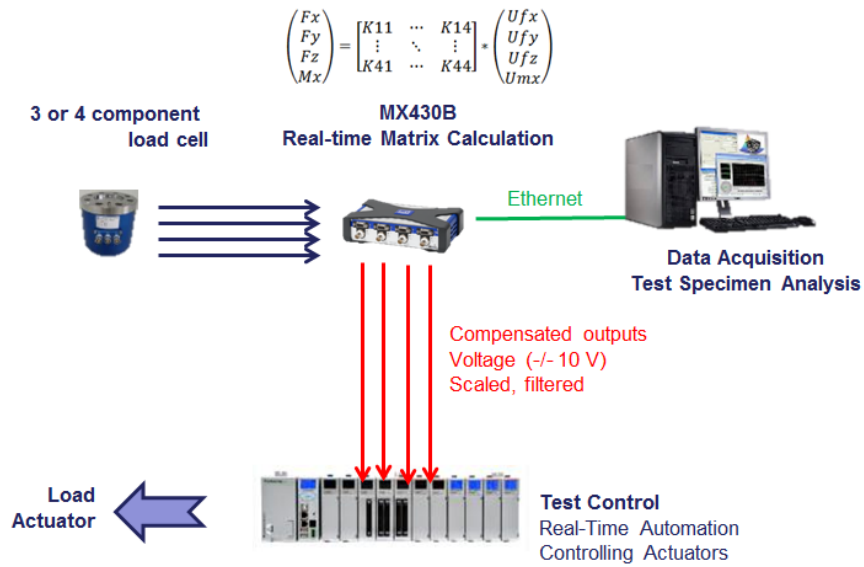 (Fx Fy Fz Mx) = [K11 ⋯ K14 ⋮ ⋱ ⋮ K41 ⋯ K44] * (Ufx Ufy Ufz Umx)
3 or 4 component
load cell
MX430B
Real-time Matrix Calculation
Ethernet
Data Acquisition
Test Specimen Analysis
Compensated outputs
Voltage (-/- 10 V)
Scaled, filtered
Load
Actuator
Test Control
Real-Time Automation
Controlling Actuators